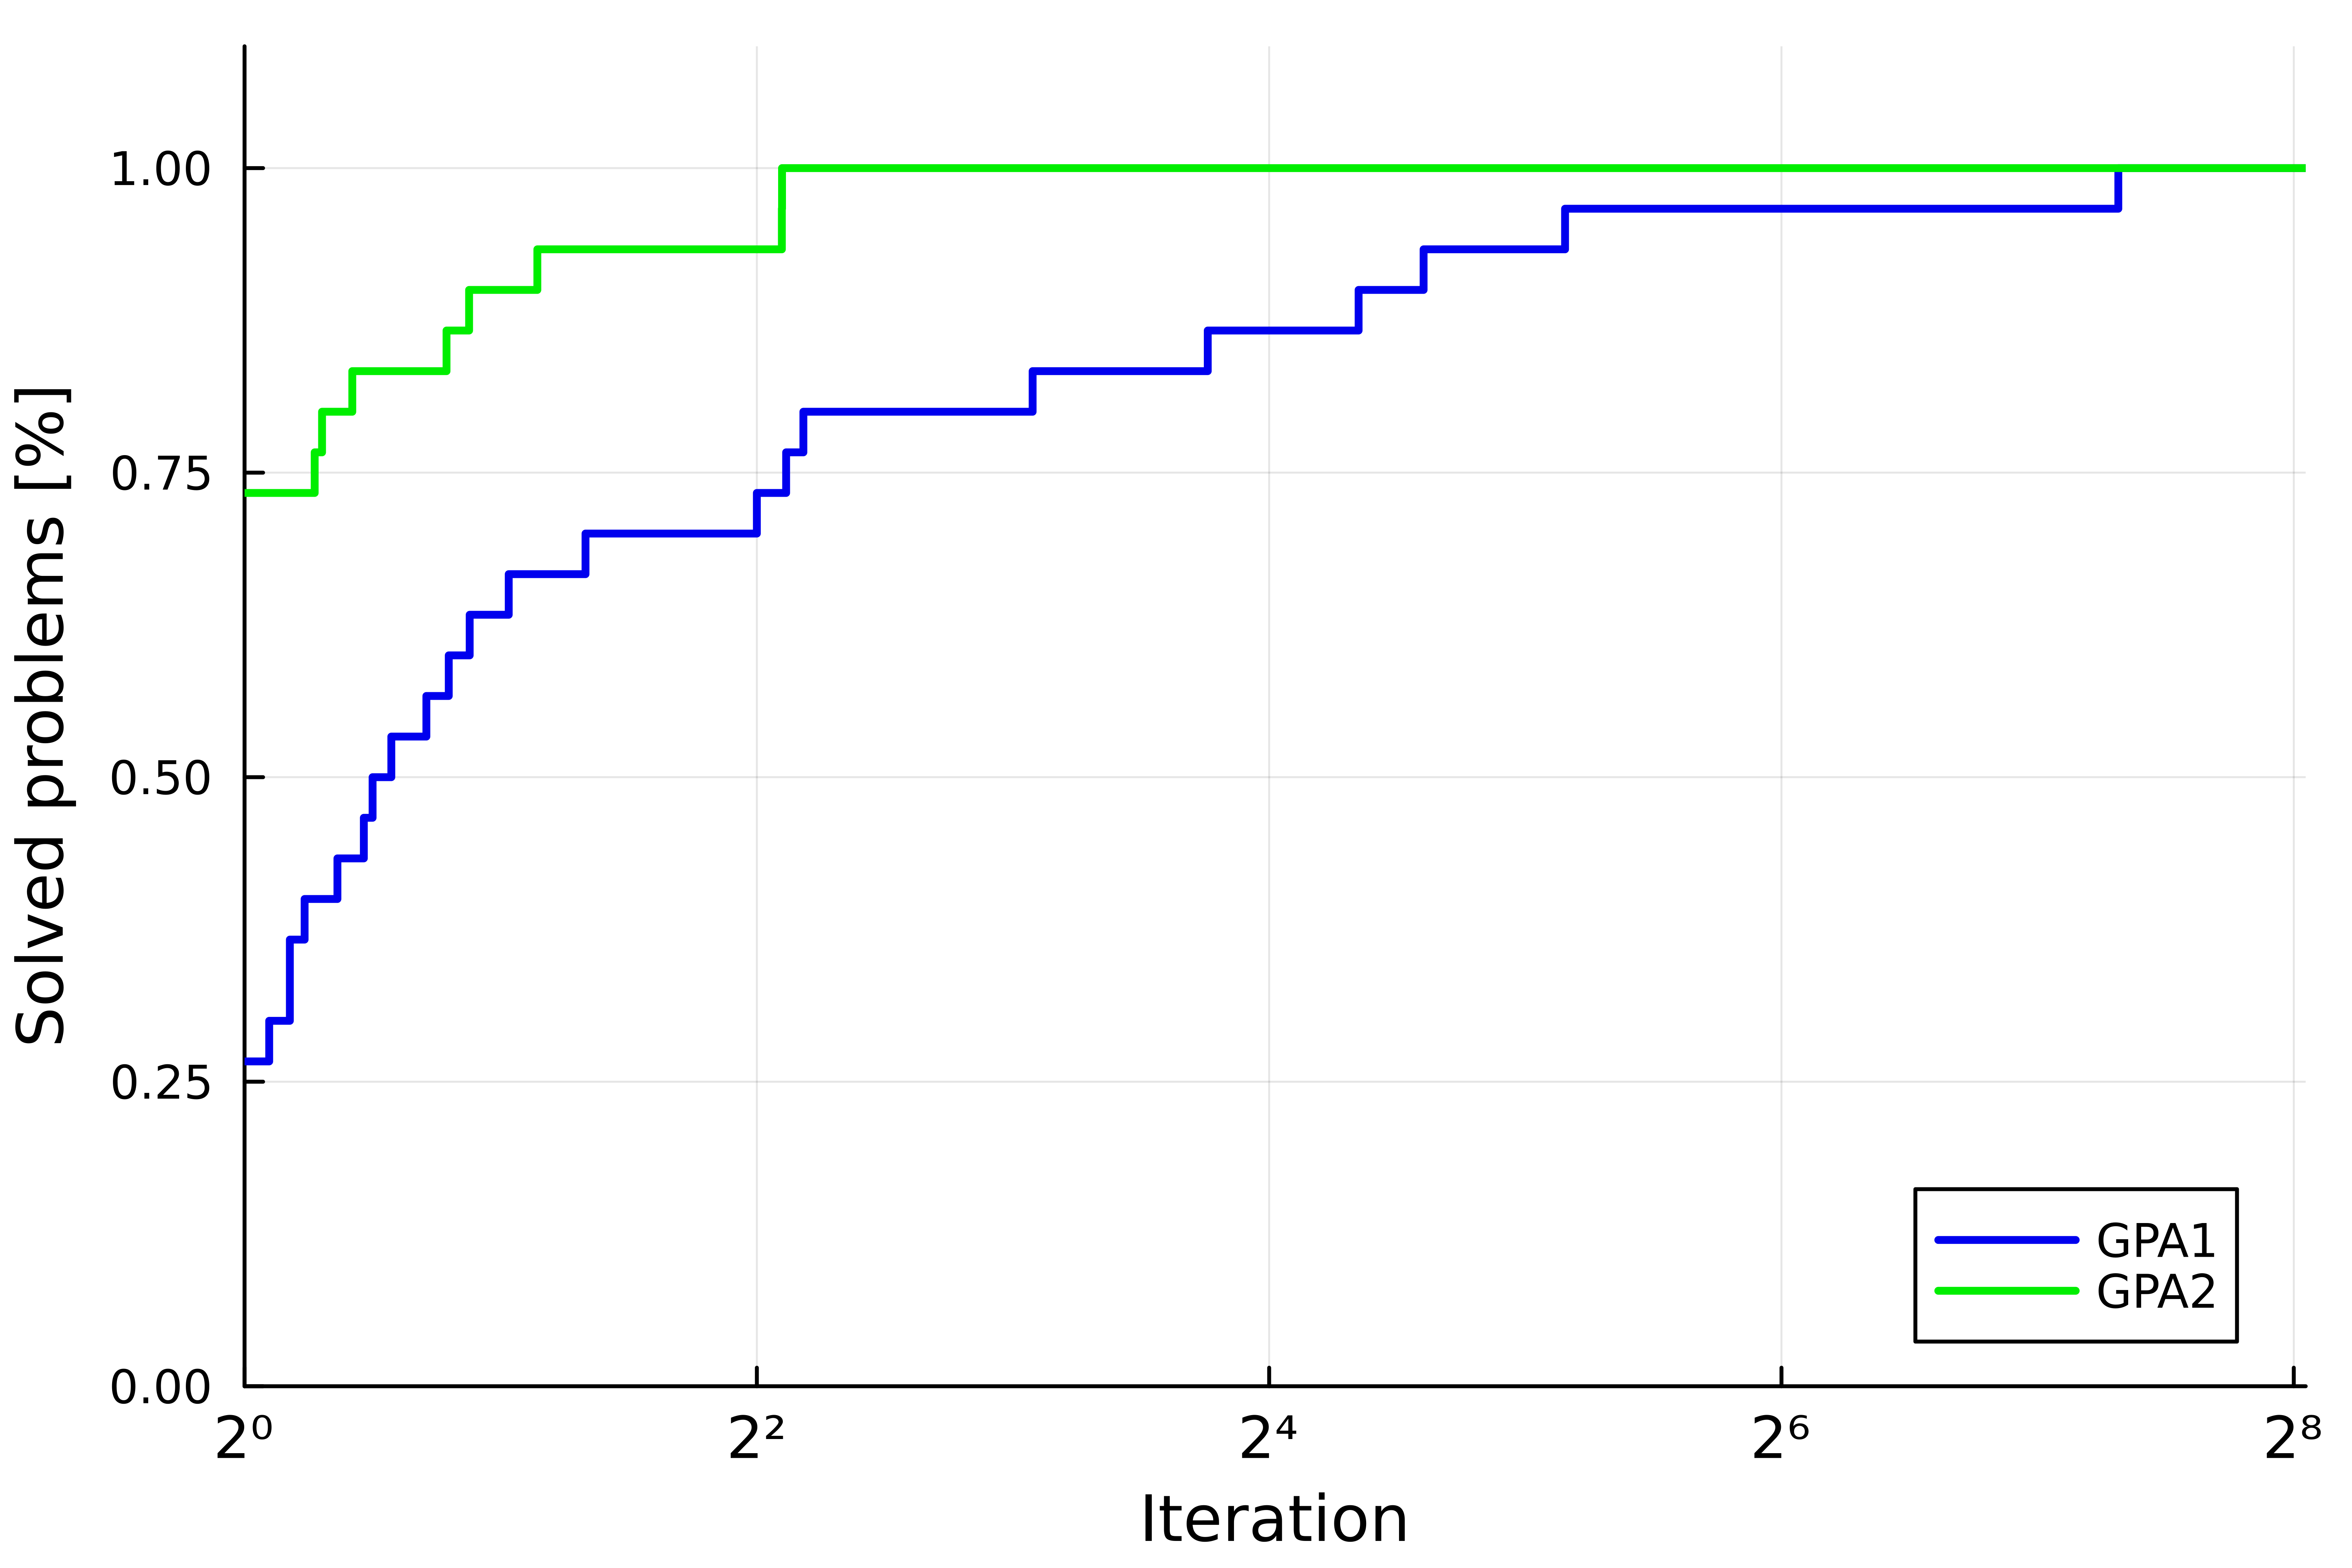 Solved problems [%]
1.00
0.75
0.50
0.25
0.00
2⁰ 2² 2⁴ 2⁶ 2⁸
Iteration
GPA1
GPA2